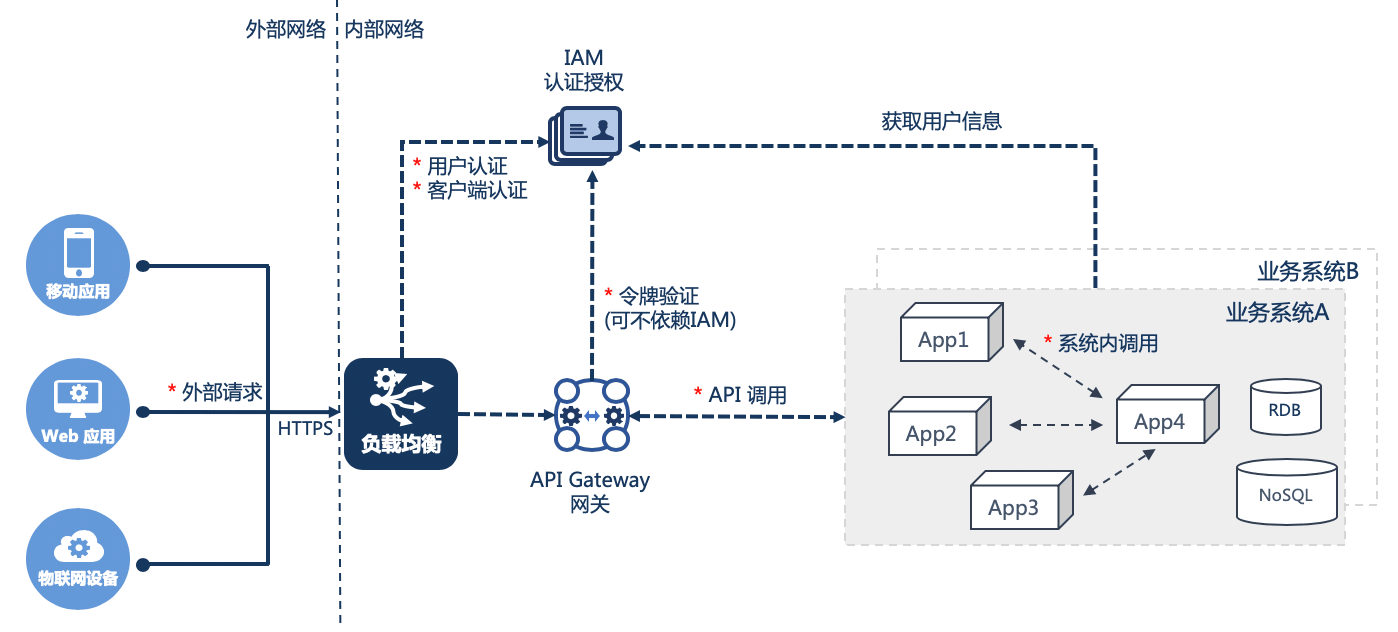 外部网络
内部网络
IAM
认证授权
获取用户信息
* 用户认证
* 客户端认证
移动应用
* 令牌验证
(可不依赖IAM)
业务系统B
业务系统A
App1
* 系统内调用
Web 应用
* 外部请求
HTTPS
负载均衡
* API 调用
App2
App4
RDB
API Gateway
网关
App3
NoSQL
物联网设备